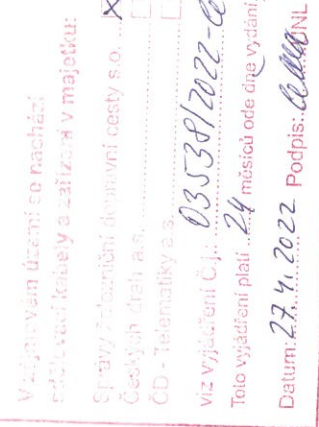 V zájmovém území se nachází
sdělovací kabely a zařízení v majetku:
Správy železniční dopravní cesty s.o. ... X
Českých drah a.s.
ČD - Telematiky a.s.
viz vyjádření Č.j.: 03538/2022-
Toto vyjádření platí ..24 měsíců ode dne vydání
Datum: 27.4.2022 Podpis: